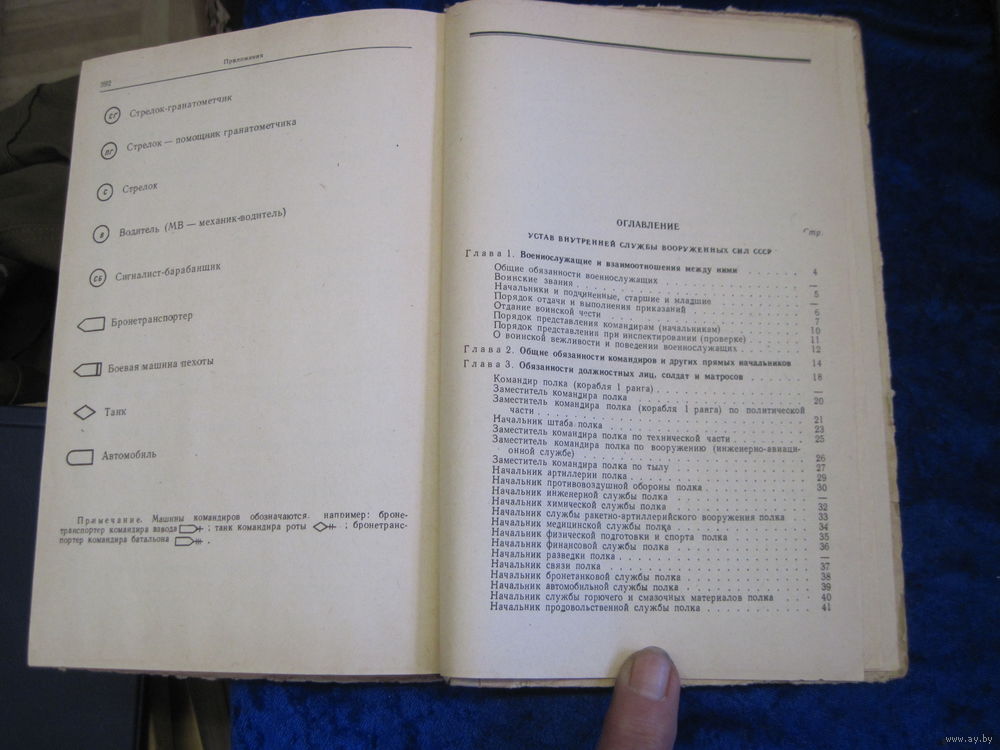 392
Приложения
СГ Стрелок-гранатометчик
ПГ Стрелок — помощник гранатометчика
С Стрелок
В Водитель (МВ — механик-водитель)
СБ Сигналист-барабанщик
Бронетранспортер
Боевая машина пехоты
Танк
Автомобиль
Примечание. Машины командиров обозначаются, например: броне-
транспортер командира взвода ; танк командира роты ; бронетранс-
портер командира батальона .
ОГЛАВЛЕНИЕ
Стр.
УСТАВ ВНУТРЕННЕЙ СЛУЖБЫ ВООРУЖЕННЫХ СИЛ СССР
Глава 1. Военнослужащие и взаимоотношения между ними . . . . . . 4
Общие обязанности военнослужащих . . . . . . —
Воинские звания . . . . . . 5
Начальники и подчиненные, старшие и младшие . . . . . . —
Порядок отдачи и выполнения приказаний . . . . . . 6
Отдание воинской чести . . . . . . 7
Порядок представления командирам (начальникам) . . . . . . 10
Порядок представления при инспектировании (проверке) . . . . . . 11
О воинской вежливости и поведении военнослужащих . . . . . . 12
Глава 2. Общие обязанности командиров и других прямых начальников 14
Глава 3. Обязанности должностных лиц, солдат и матросов . . . . . . 18
Командир полка (корабля 1 ранга) . . . . . . —
Заместитель командира полка . . . . . . 20
Заместитель командира полка (корабля 1 ранга) по политической
части . . . . . . 21
Начальник штаба полка . . . . . . 23
Заместитель командира полка по технической части . . . . . . 25
Заместитель командира полка по вооружению (инженерно-авиаци-
онной службе) . . . . . . 26
Заместитель командира полка по тылу . . . . . . 27
Начальник артиллерии полка . . . . . . 29
Начальник противовоздушной обороны полка . . . . . . 30
Начальник инженерной службы полка . . . . . . —
Начальник химической службы полка . . . . . . 32
Начальник службы ракетно-артиллерийского вооружения полка . . 33
Начальник медицинской службы полка . . . . . . 34
Начальник физической подготовки и спорта полка . . . . . . 35
Начальник финансовой службы полка . . . . . . 36
Начальник разведки полка . . . . . . —
Начальник связи полка . . . . . . 37
Начальник бронетанковой службы полка . . . . . . 38
Начальник автомобильной службы полка . . . . . . 39
Начальник службы горючего и смазочных материалов полка . . . 40
Начальник продовольственной службы полка . . . . . . 41
www.ay.by